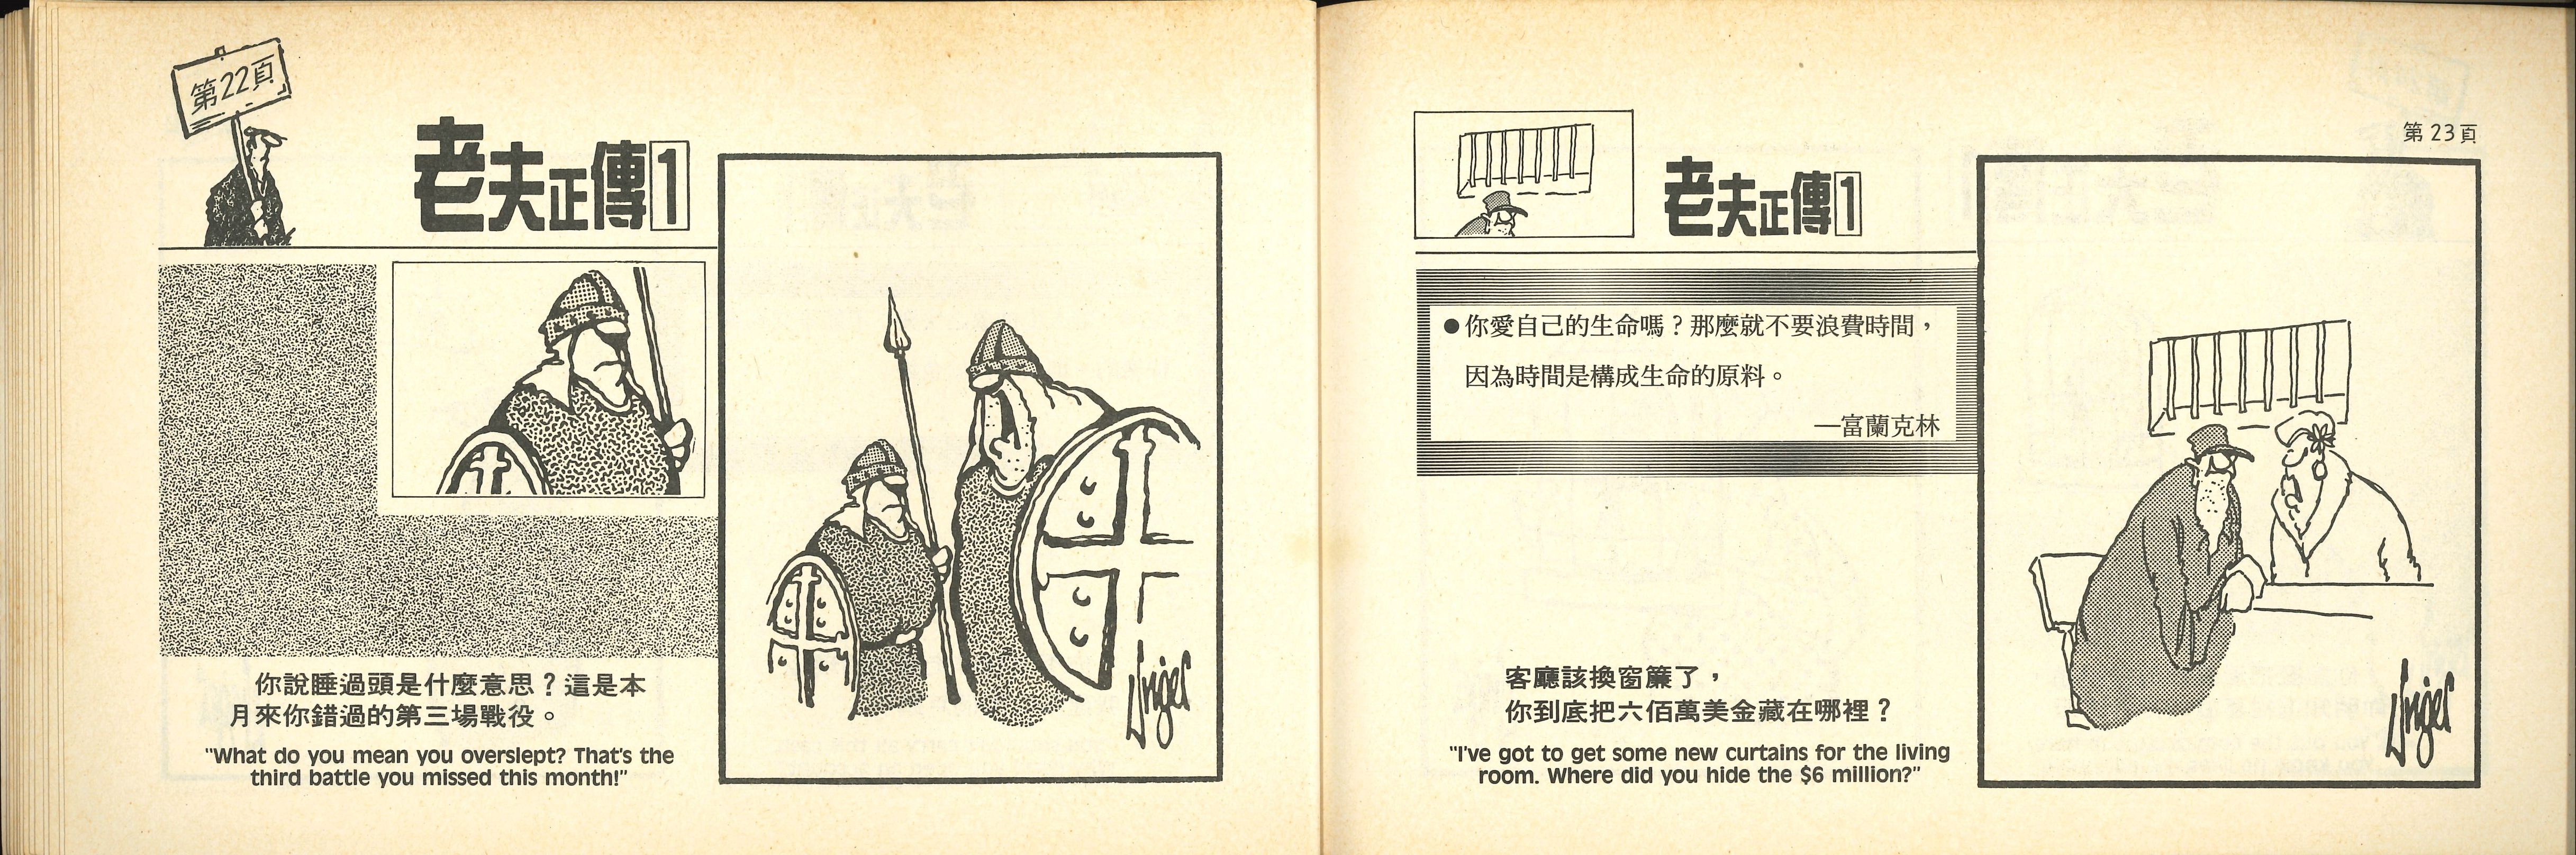 第22頁
老夫正傳1
你說睡過頭是什麼意思？這是本
月來你錯過的第三場戰役。
"What do you mean you overslept? That's the
third battle you missed this month!"
Unger
第23頁
老夫正傳1
●你愛自己的生命嗎？那麼就不要浪費時間，
因為時間是構成生命的原料。
—富蘭克林
客廳該換窗簾了，
你到底把六佰萬美金藏在哪裡？
"I've got to get some new curtains for the living
room. Where did you hide the $6 million?"
Unger